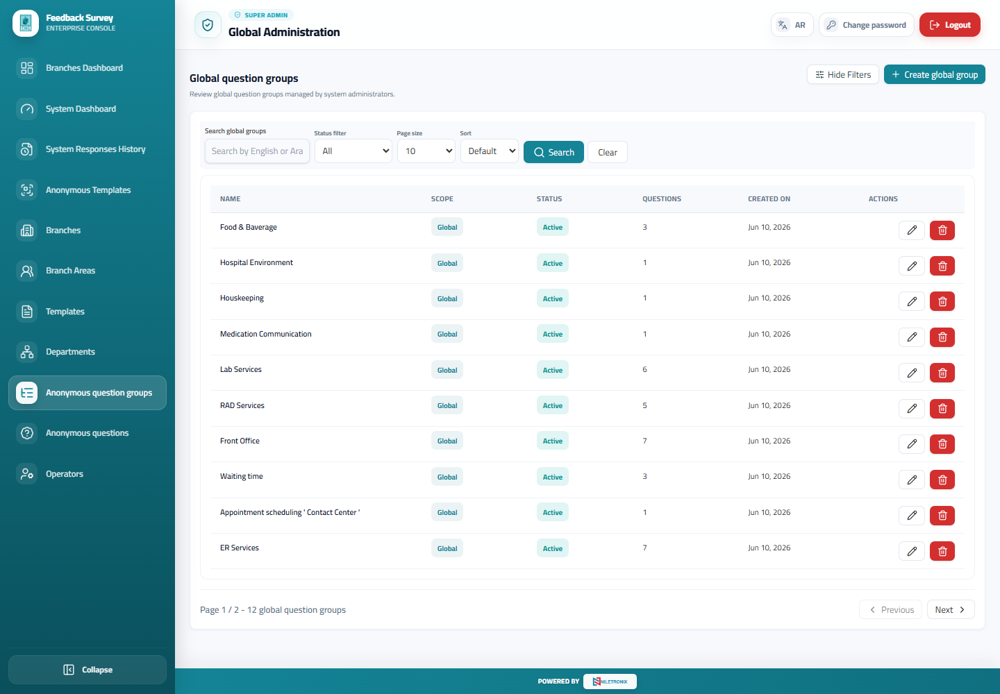 Feedback Survey
ENTERPRISE CONSOLE
Branches Dashboard
System Dashboard
System Responses History
Anonymous Templates
Branches
Branch Areas
Templates
Departments
Anonymous question groups
Anonymous questions
Operators
Collapse
SUPER ADMIN
Global Administration
AR
Change password
Logout
Global question groups
Review global question groups managed by system administrators.
Hide Filters
Create global group
Search global groups
Status filter
Page size
Sort
Search by English or Ara
All
10
Default
Search
Clear
NAME SCOPE STATUS QUESTIONS CREATED ON ACTIONS
Food & Baverage Global Active 3 Jun 10, 2026
Hospital Environment Global Active 1 Jun 10, 2026
Houskeeping Global Active 1 Jun 10, 2026
Medication Communication Global Active 1 Jun 10, 2026
Lab Services Global Active 6 Jun 10, 2026
RAD Services Global Active 5 Jun 10, 2026
Front Office Global Active 7 Jun 10, 2026
Waiting time Global Active 3 Jun 10, 2026
Appointment scheduling ' Contact Center ' Global Active 1 Jun 10, 2026
ER Services Global Active 7 Jun 10, 2026
Page 1 / 2 - 12 global question groups
Previous
Next
POWERED BY
NILETRONIX